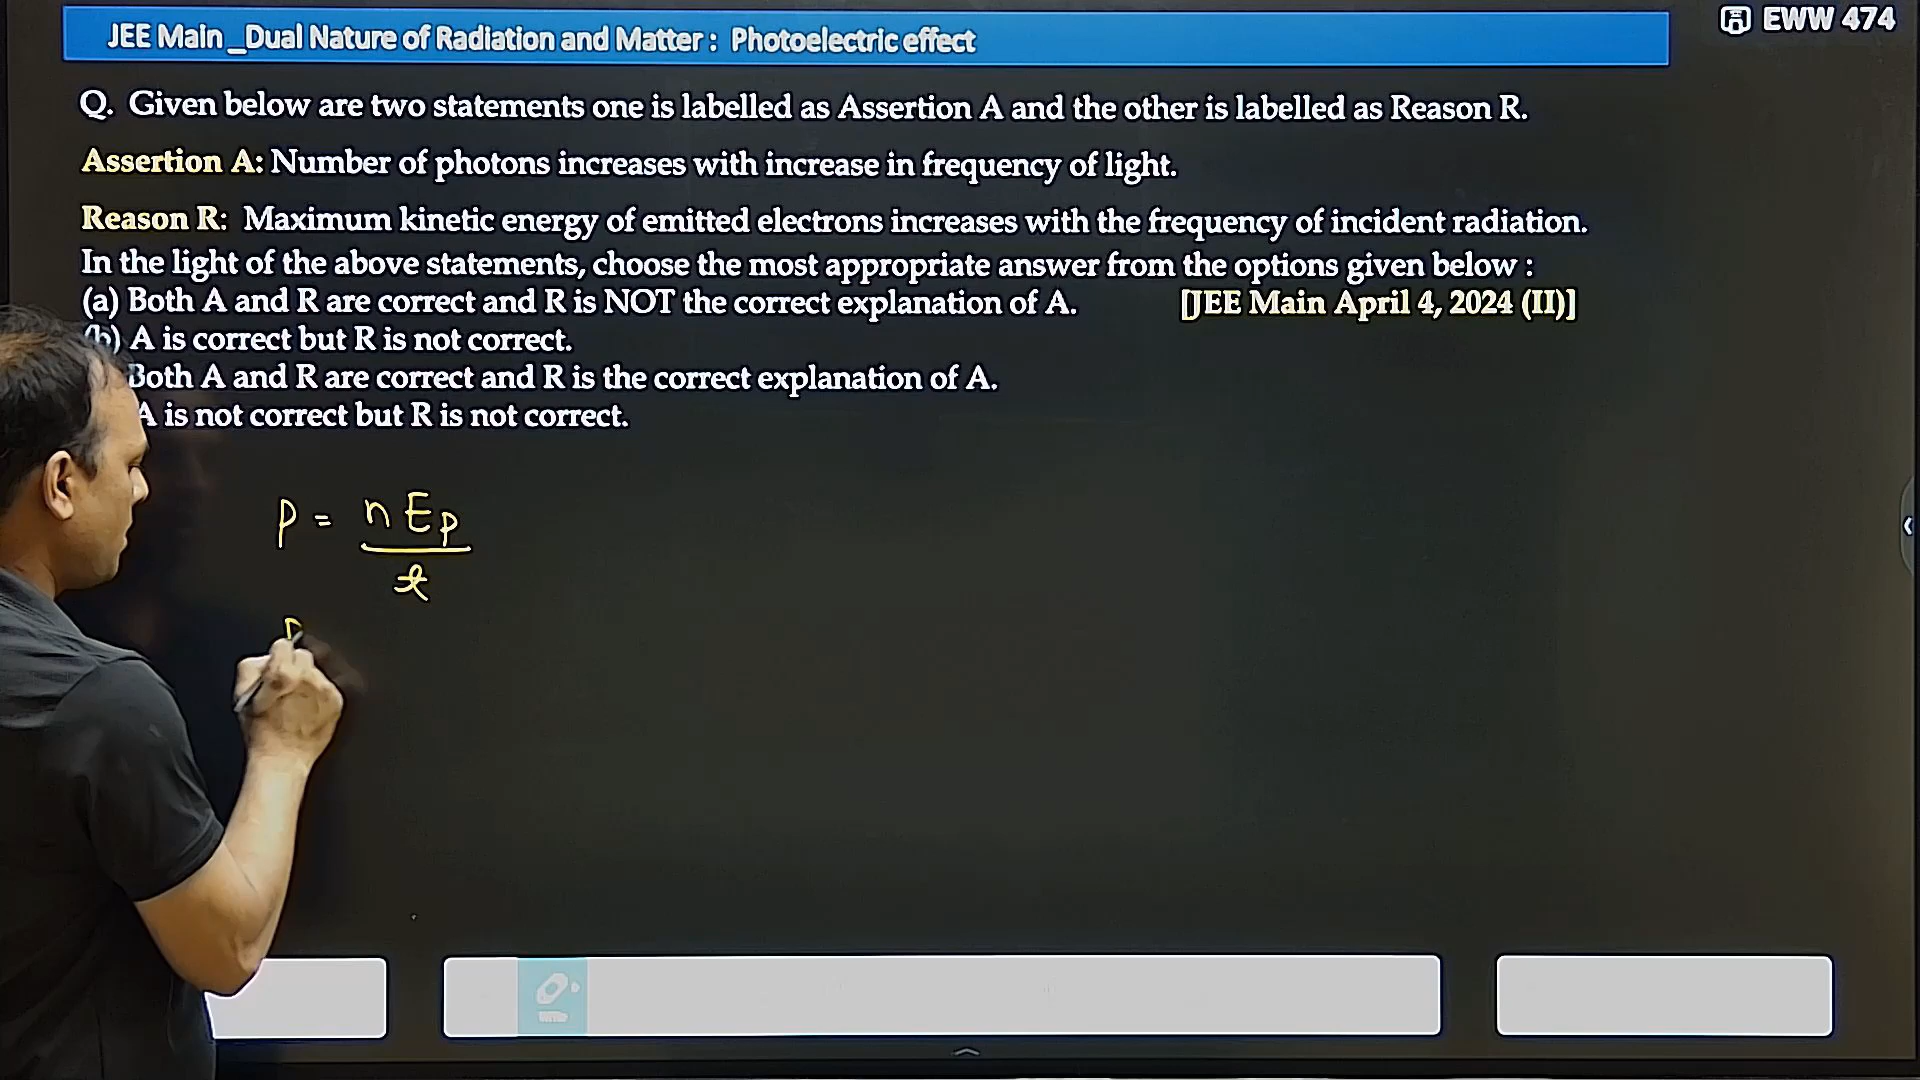 EWW 474
JEE Main _Dual Nature of Radiation and Matter : Photoelectric effect
Q. Given below are two statements one is labelled as Assertion A and the other is labelled as Reason R.
Assertion A: Number of photons increases with increase in frequency of light.
Reason R: Maximum kinetic energy of emitted electrons increases with the frequency of incident radiation.
In the light of the above statements, choose the most appropriate answer from the options given below :
(a) Both A and R are correct and R is NOT the correct explanation of A. [JEE Main April 4, 2024 (II)]
(b) A is correct but R is not correct.
Both A and R are correct and R is the correct explanation of A.
A is not correct but R is not correct.
P = n Ep
t